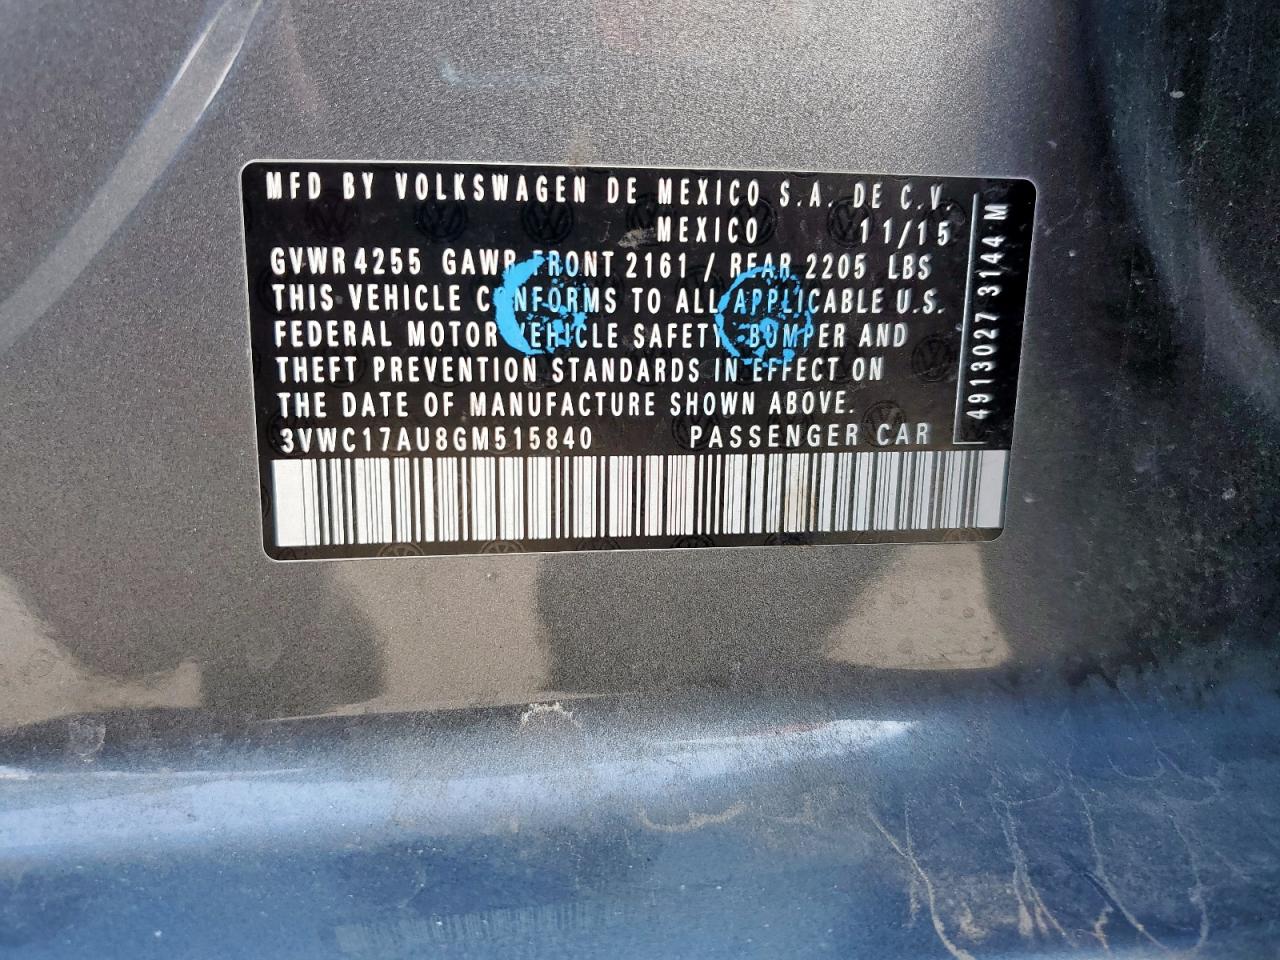 MFD BY VOLKSWAGEN DE MEXICO S.A. DE C.V.
MEXICO 11/15
GVWR 4255 GAWR FRONT 2161 / REAR 2205 LBS
THIS VEHICLE CONFORMS TO ALL APPLICABLE U.S.
FEDERAL MOTOR VEHICLE SAFETY, BUMPER AND
THEFT PREVENTION STANDARDS IN EFFECT ON
THE DATE OF MANUFACTURE SHOWN ABOVE.
3VWC17AU8GM515840 PASSENGER CAR
4913027 3144 M